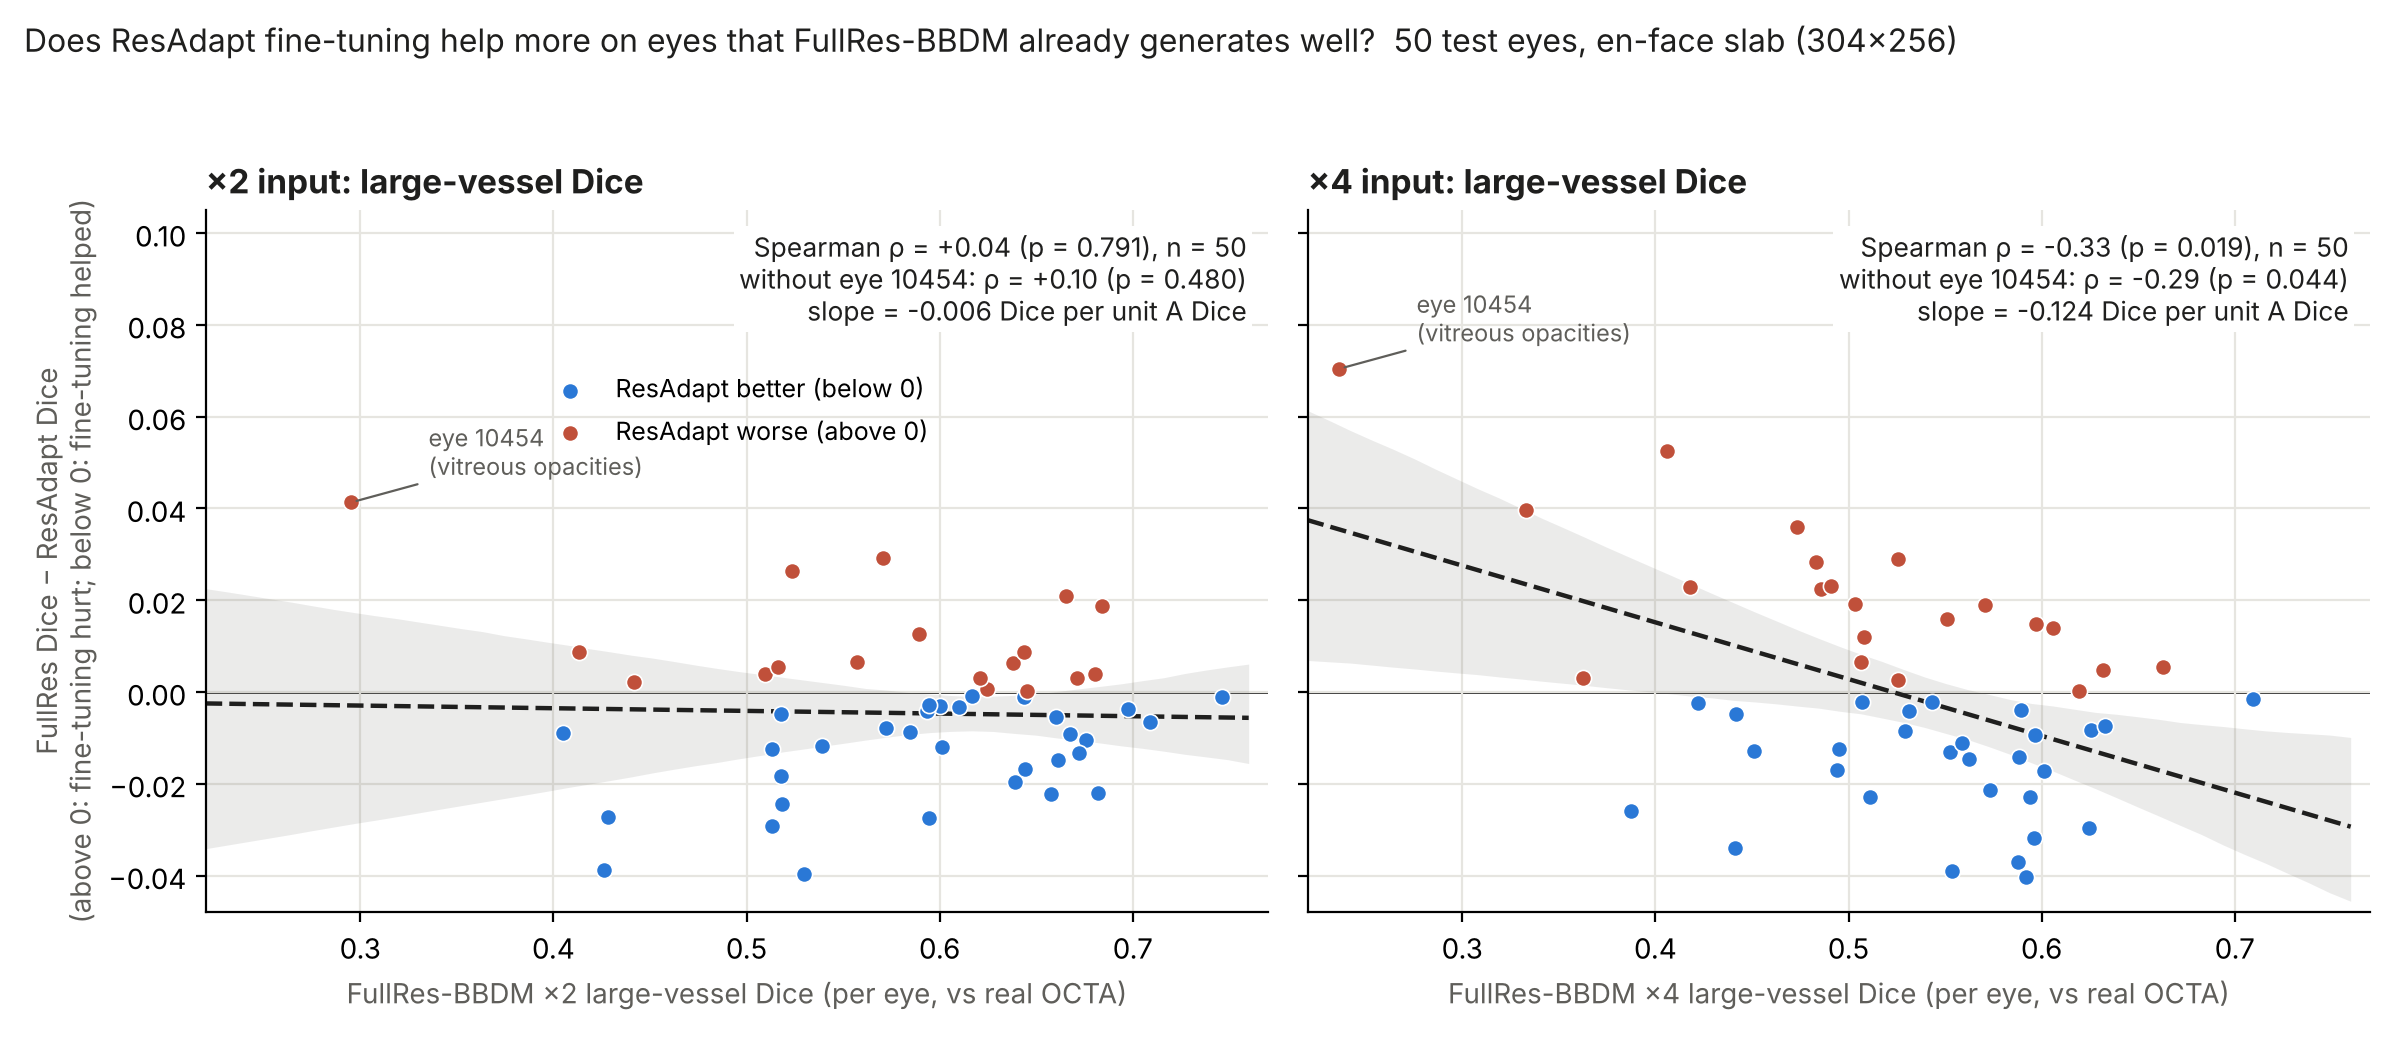 Does ResAdapt fine-tuning help more on eyes that FullRes-BBDM already generates well?  50 test eyes, en-face slab (304×256)
×2 input: large-vessel Dice
FullRes Dice − ResAdapt Dice
(above 0: fine-tuning hurt; below 0: fine-tuning helped)
0.10
0.08
0.06
0.04
0.02
0.00
−0.02
−0.04
Spearman ρ = +0.04 (p = 0.791), n = 50
without eye 10454: ρ = +0.10 (p = 0.480)
slope = -0.006 Dice per unit A Dice
ResAdapt better (below 0)
ResAdapt worse (above 0)
eye 10454
(vitreous opacities)
0.3
0.4
0.5
0.6
0.7
FullRes-BBDM ×2 large-vessel Dice (per eye, vs real OCTA)
×4 input: large-vessel Dice
Spearman ρ = -0.33 (p = 0.019), n = 50
without eye 10454: ρ = -0.29 (p = 0.044)
slope = -0.124 Dice per unit A Dice
eye 10454
(vitreous opacities)
0.3
0.4
0.5
0.6
0.7
FullRes-BBDM ×4 large-vessel Dice (per eye, vs real OCTA)